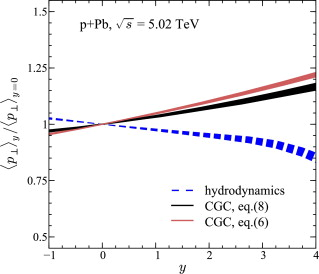 1.5
p+Pb, √s = 5.02 TeV
1.25
⟨p⊥⟩y/⟨p⊥⟩y=0
1
0.75
hydrodynamics
CGC, eq.(8)
CGC, eq.(6)
0.5
−1 0 1 2 3 4
y